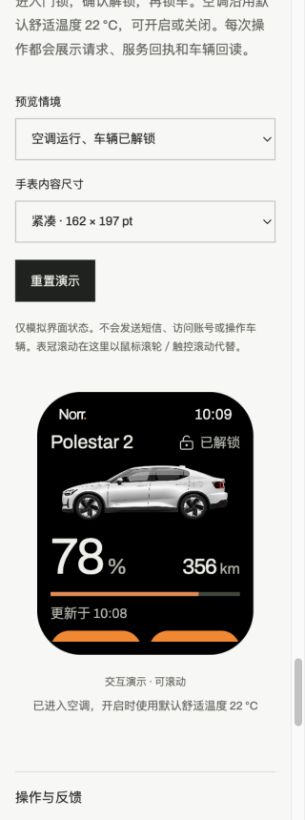 进入门锁，确认解锁，再锁车。空调沿用默
认舒适温度 22 °C，可开启或关闭。每次操
作都会展示请求、服务回执和车辆回读。
预览情境
空调运行、车辆已解锁
手表内容尺寸
紧凑 · 162 × 197 pt
重置演示
仅模拟界面状态。不会发送短信、访问账号或操作车
辆。表冠滚动在这里以鼠标滚轮 / 触控滚动代替。
Norr. 10:09
Polestar 2 已解锁
78% 356 km
更新于 10:08
交互演示 · 可滚动
已进入空调，开启时使用默认舒适温度 22 °C
操作与反馈